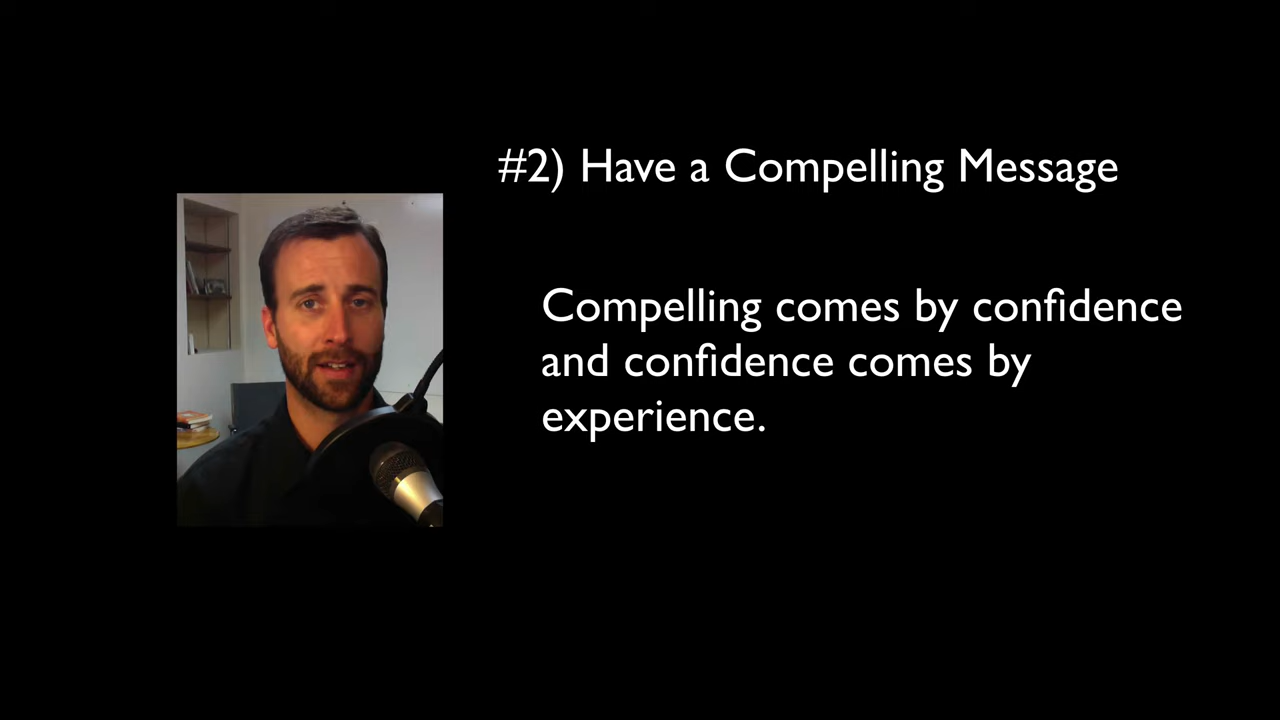 #2) Have a Compelling Message
Compelling comes by confidence
and confidence comes by
experience.